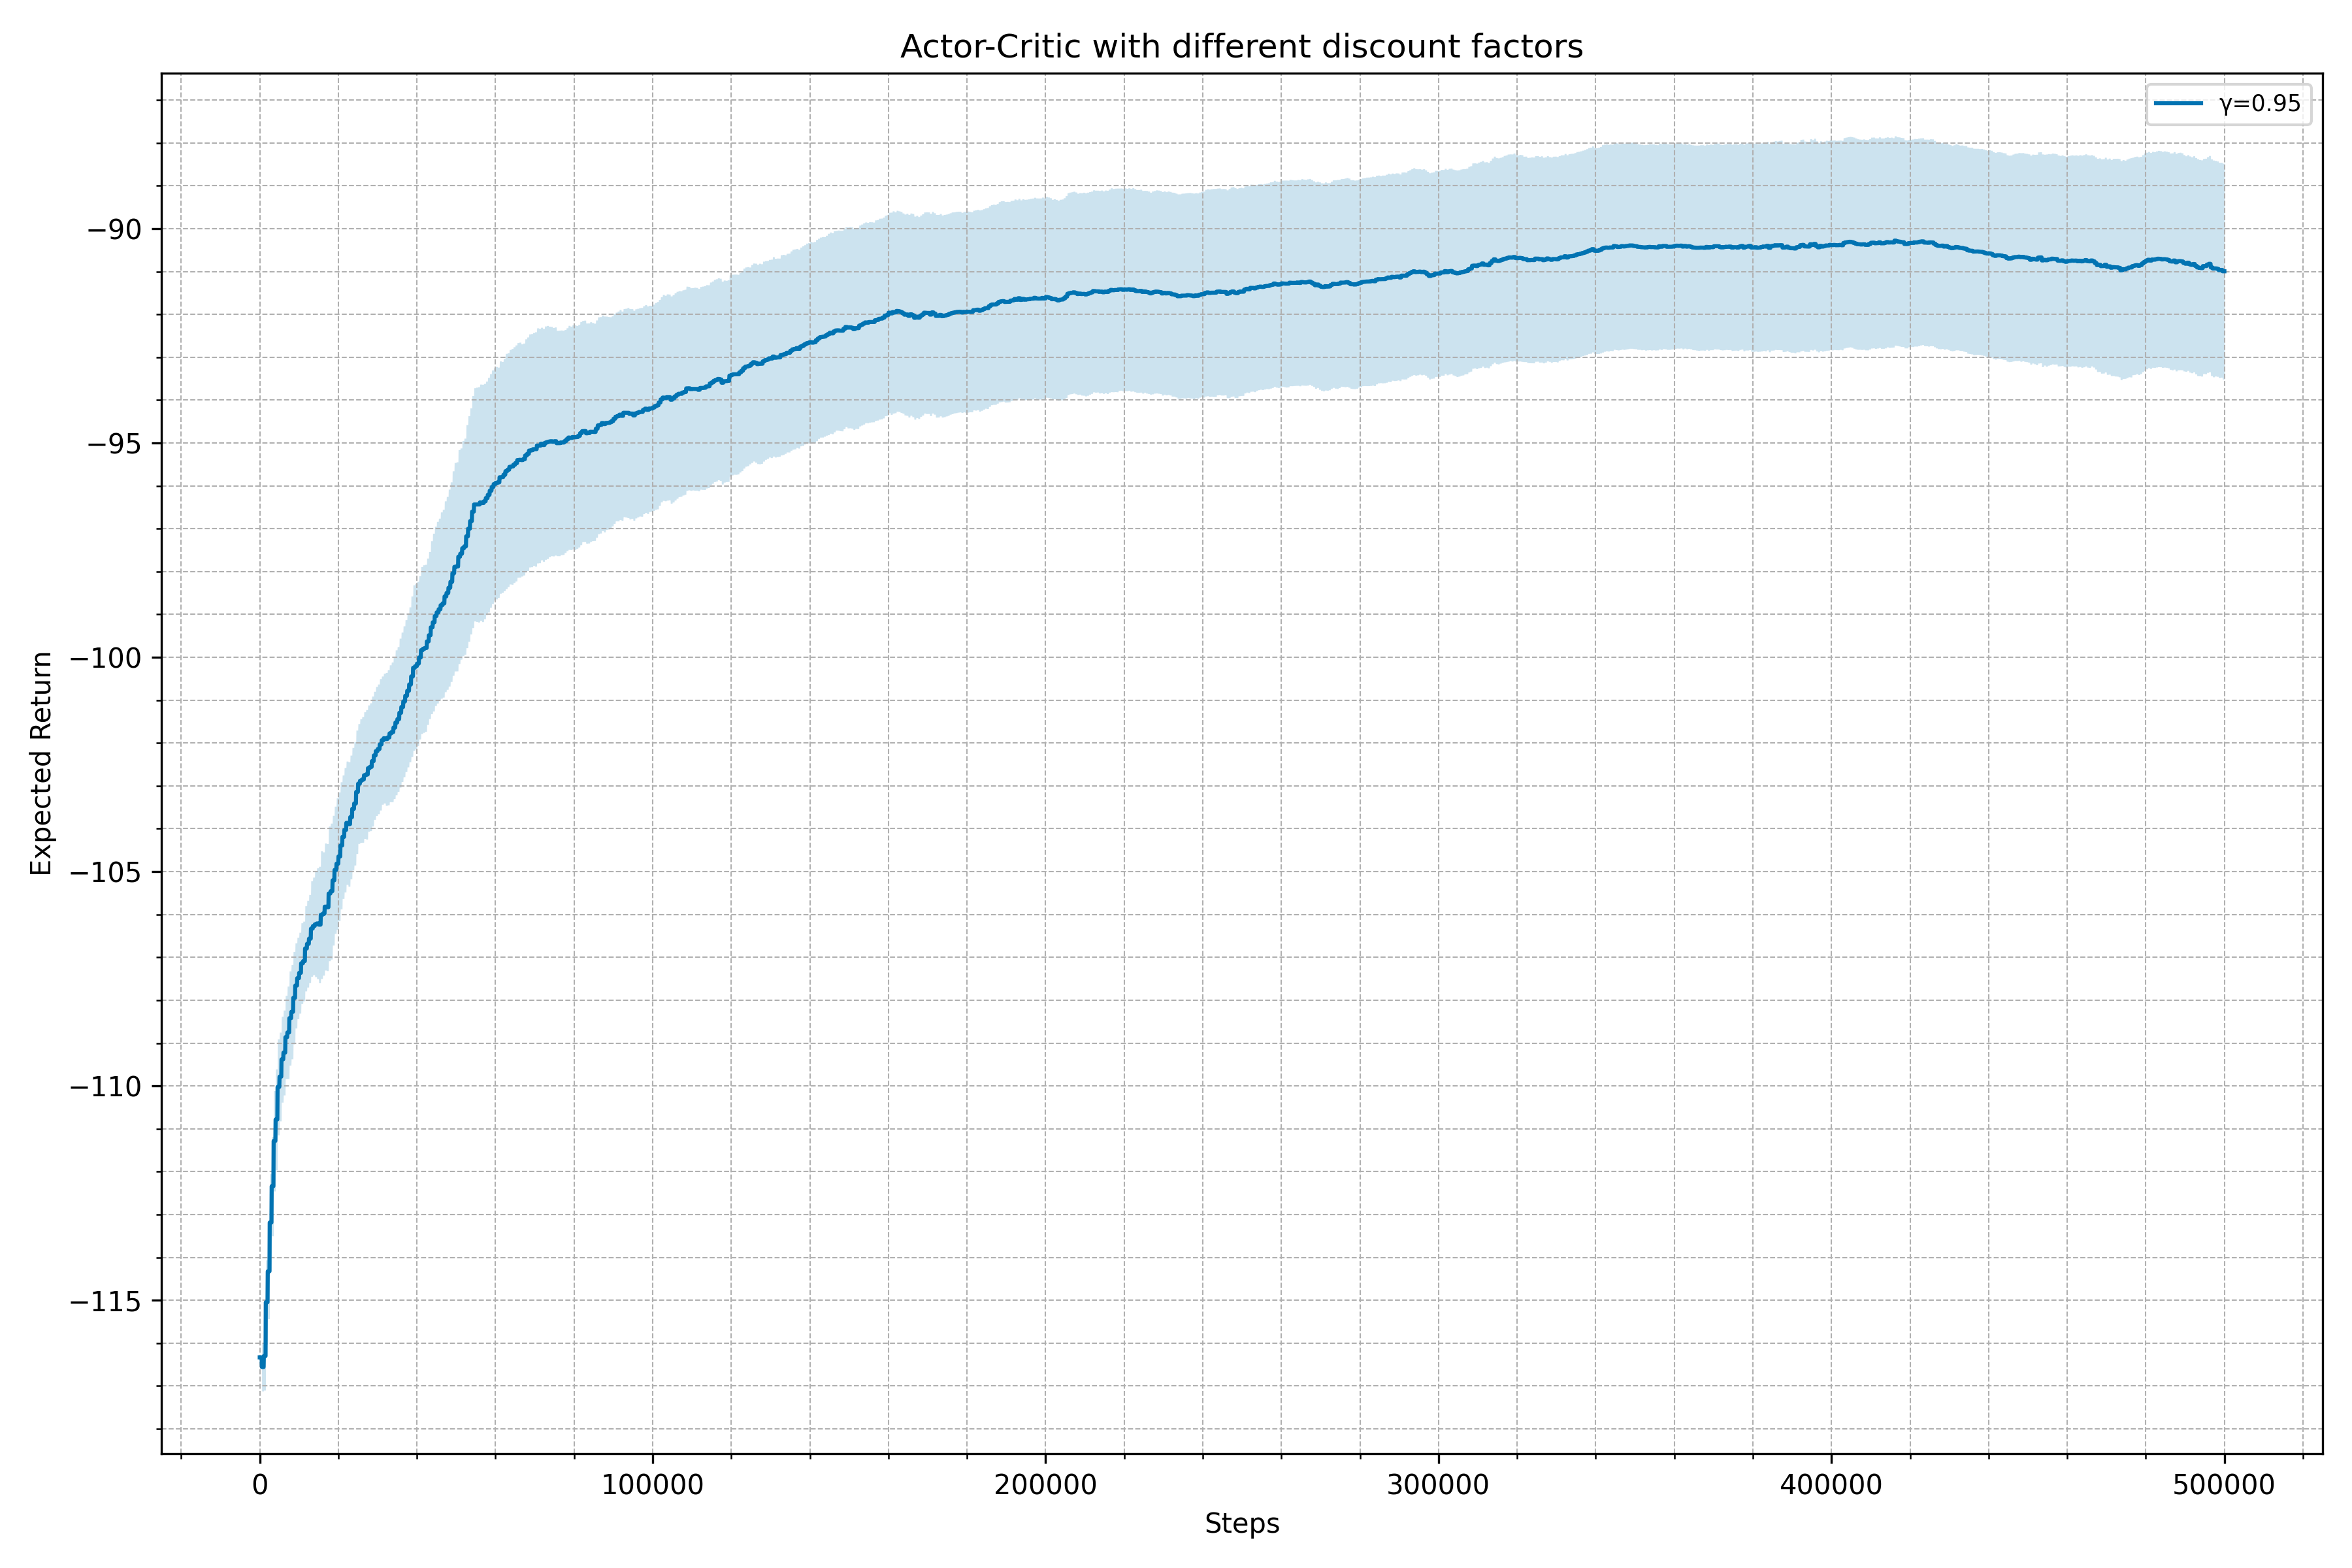 Actor-Critic with different discount factors
γ=0.95
Expected Return
−90
−95
−100
−105
−110
−115
0 100000 200000 300000 400000 500000
Steps